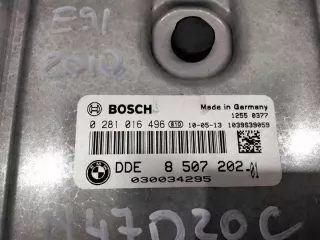 E91
2010
BOSCH
Made in Germany
1255 0377
0 281 016 496 B10 10-05-13 1039S39059
DDE 8 507 202-01
030034295
N47D20C